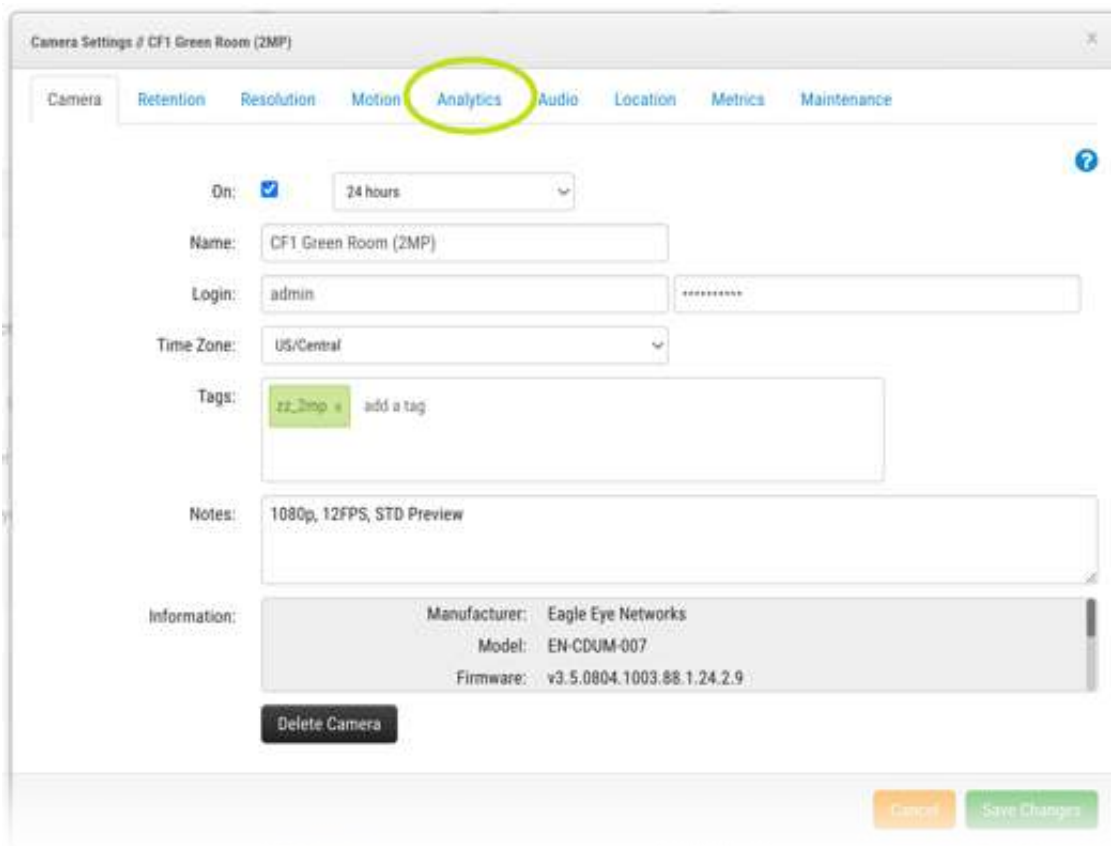 Camera Settings // CF1 Green Room (2MP) x
Camera Retention Resolution Motion Analytics Audio Location Metrics Maintenance
?
On: 24 hours
Name: CF1 Green Room (2MP)
Login: admin ••••••••••
Time Zone: US/Central
Tags: zz_2mp x add a tag
Notes: 1080p, 12FPS, STD Preview
Information: Manufacturer: Eagle Eye Networks
Model: EN-CDUM-007
Firmware: v3.5.0804.1003.88.1.24.2.9
Delete Camera
Cancel Save Changes